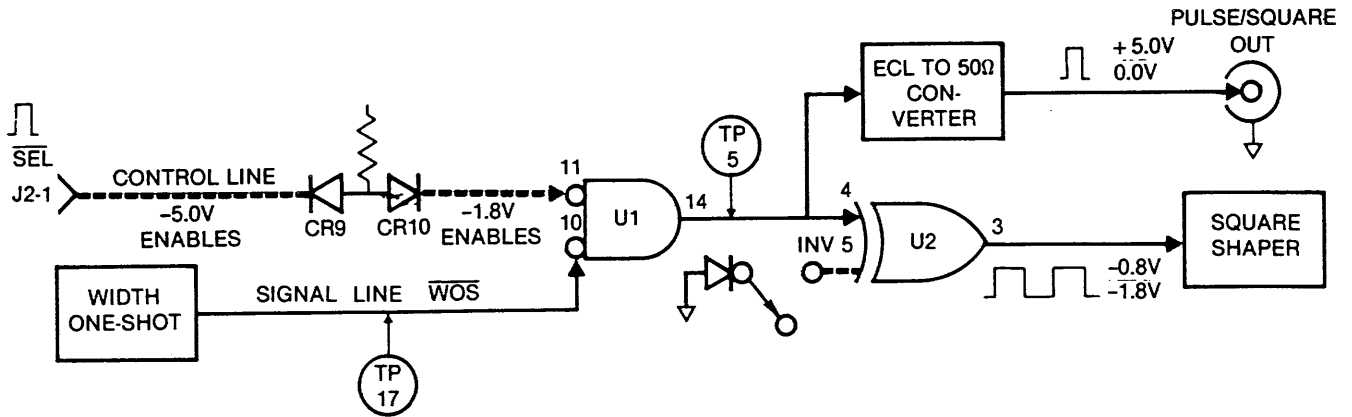 PULSE/SQUARE
OUT
ECL TO 50Ω
CON-
VERTER
+5.0V
0.0V
TP
5
SEL
J2-1
CONTROL LINE
-5.0V
ENABLES
CR9
CR10
-1.8V
ENABLES
11
10
U1
14
4
INV 5
U2
3
-0.8V
-1.8V
SQUARE
SHAPER
WIDTH
ONE-SHOT
SIGNAL LINE WOS
TP
17